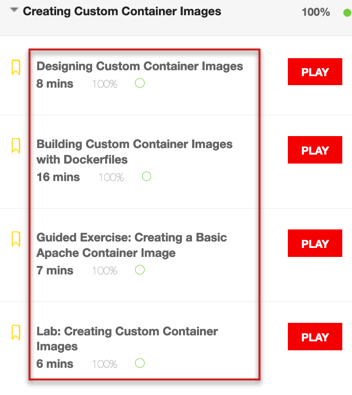 Creating Custom Container Images 100%
Designing Custom Container Images
8 mins 100%
PLAY
Building Custom Container Images
with Dockerfiles
16 mins 100%
PLAY
Guided Exercise: Creating a Basic
Apache Container Image
7 mins 100%
PLAY
Lab: Creating Custom Container
Images
6 mins 100%
PLAY